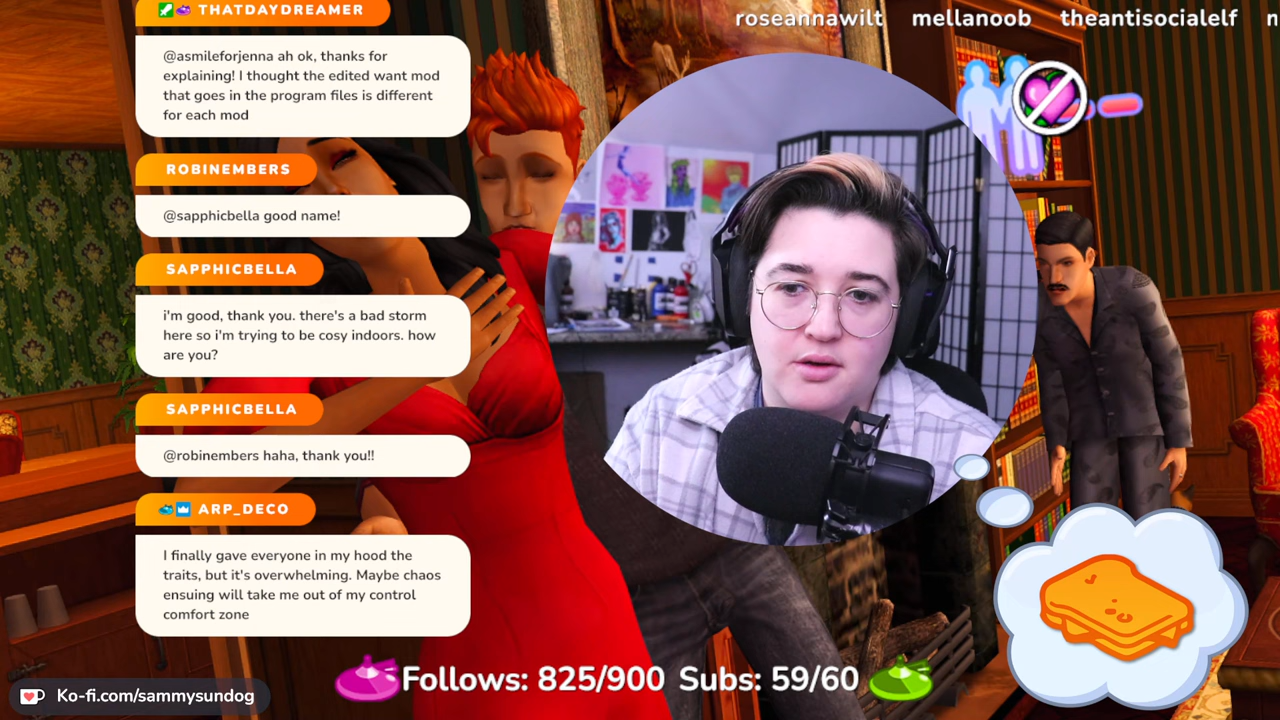 roseannawilt mellanoob theantisocialelf n
THATDAYDREAMER
@asmileforjenna ah ok, thanks for
explaining! I thought the edited want mod
that goes in the program files is different
for each mod
ROBINEMBERS
@sapphicbella good name!
SAPPHICBELLA
i'm good, thank you. there's a bad storm
here so i'm trying to be cosy indoors. how
are you?
SAPPHICBELLA
@robinembers haha, thank you!!
ARP_DECO
I finally gave everyone in my hood the
traits, but it's overwhelming. Maybe chaos
ensuing will take me out of my control
comfort zone
Follows: 825/900 Subs: 59/60
Ko-fi.com/sammysundog